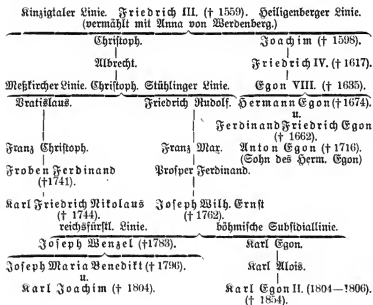 Kinzigtaler Linie. Friedrich III. († 1559). Heiligenberger Linie.
(vermählt mit Anna von Werdenberg.)
Christoph. Joachim († 1598).
Albrecht. Friedrich IV. († 1617).
Meßkircher Linie. Christoph. Stühlinger Linie. Egon VIII. († 1635).
Vratislaus. Friedrich Rudolf. Hermann Egon († 1674)
u.
Ferdinand Friedrich Egon
(† 1662).
Franz Christoph. Franz Max. Anton Egon († 1716)
(Sohn des Herm. Egon)
Froben Ferdinand Prosper Ferdinand.
(† 1741).
Karl Friedrich Nikolaus Joseph Wilh. Ernst
(† 1744). († 1762).
reichsfürstl. Linie. böhmische Subsidiallinie.
Joseph Wenzel († 1783). Karl Egon.
Joseph Maria Benedikt († 1796). Karl Alois.
u.
Karl Joachim († 1804). Karl Egon II. (1804–1806).
(† 1854).